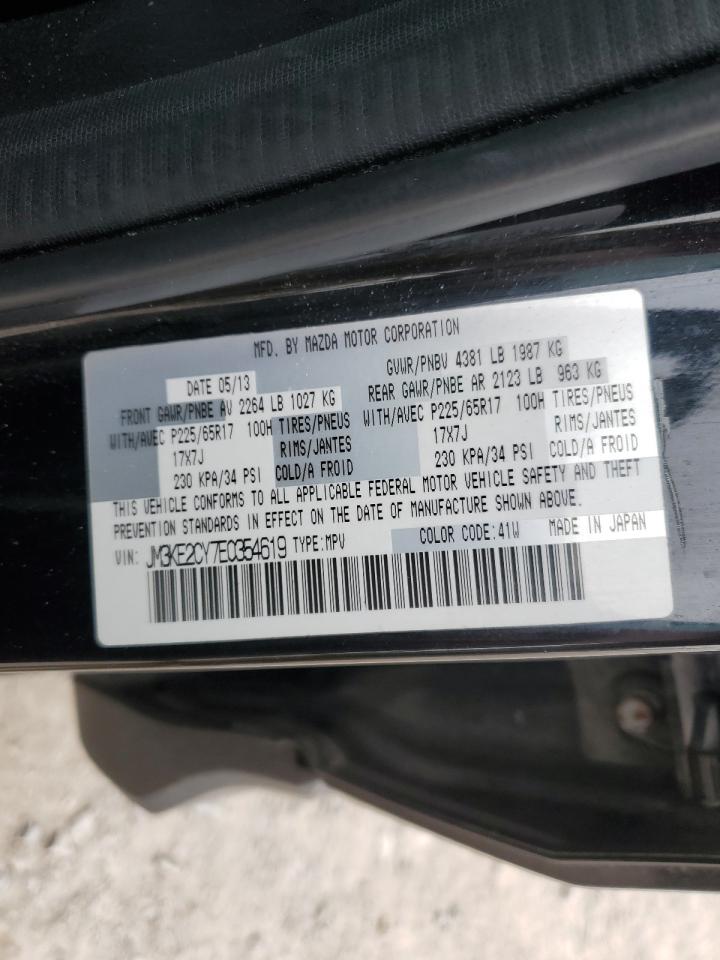 MFD. BY MAZDA MOTOR CORPORATION
DATE 05/13 GVWR/PNBV 4381 LB 1987 KG
FRONT GAWR/PNBE AV 2264 LB 1027 KG REAR GAWR/PNBE AR 2123 LB 963 KG
WITH/AVEC P225/65R17 100H TIRES/PNEUS WITH/AVEC P225/65R17 100H TIRES/PNEUS
17X7J RIMS/JANTES 17X7J RIMS/JANTES
230 KPA/34 PSI COLD/A FROID 230 KPA/34 PSI COLD/A FROID
THIS VEHICLE CONFORMS TO ALL APPLICABLE FEDERAL MOTOR VEHICLE SAFETY AND THEFT
PREVENTION STANDARDS IN EFFECT ON THE DATE OF MANUFACTURE SHOWN ABOVE.
VIN: JM3KE2CY7E0354619 TYPE:MPV COLOR CODE:41W MADE IN JAPAN